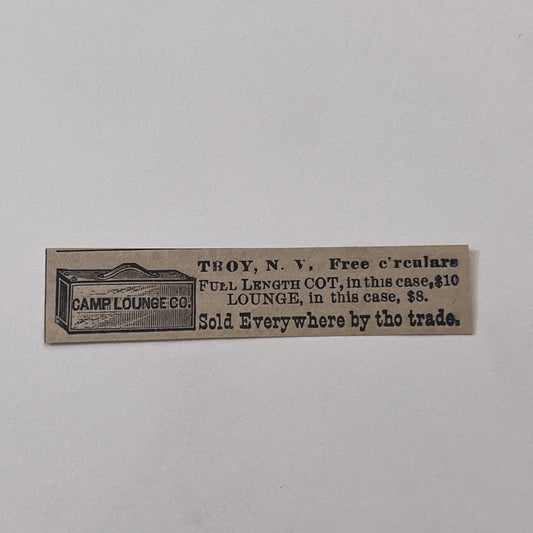 CAMP LOUNGE CO.
TROY, N. Y. Free c'rculars
FULL LENGTH COT, in this case, $10
LOUNGE, in this case, $8.
Sold Everywhere by the trade.